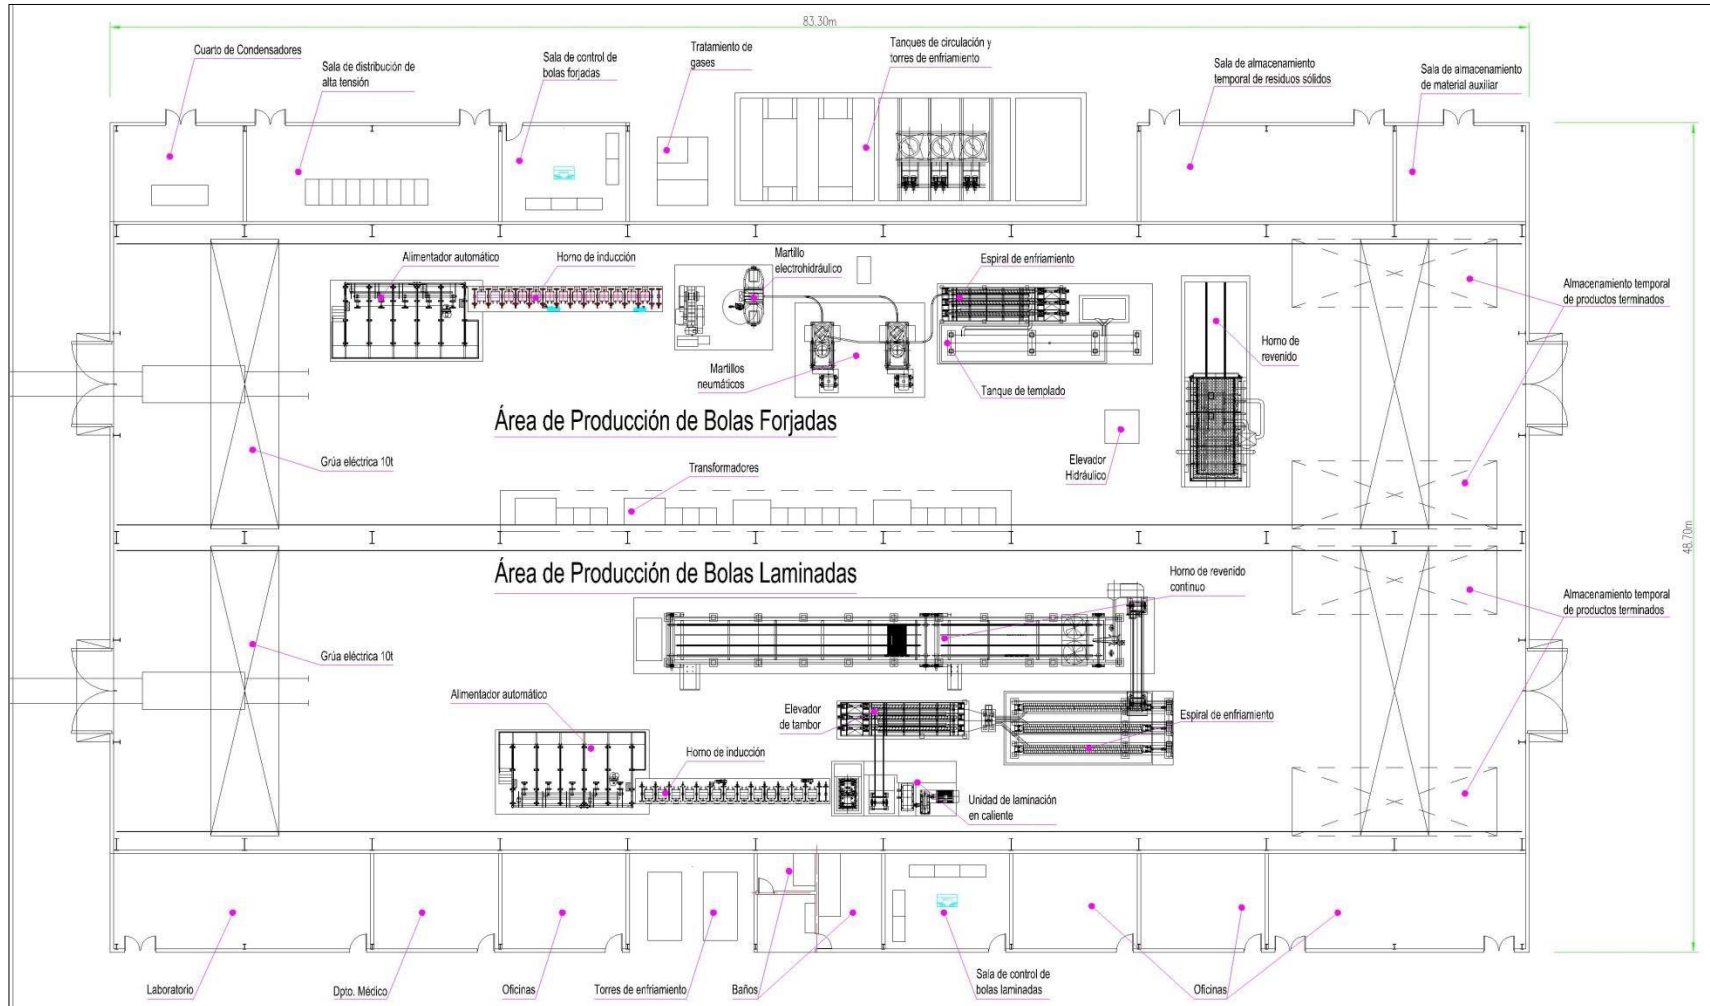 83.30m
Cuarto de Condensadores
Sala de distribución de
alta tensión
Sala de control de
bolas forjadas
Tratamiento de
gases
Tanques de circulación y
torres de enfriamiento
Sala de almacenamiento
temporal de residuos sólidos
Sala de almacenamiento
de material auxiliar
Alimentador automático
Horno de inducción
Martillo
electrohidráulico
Espiral de enfriamiento
Almacenamiento temporal
de productos terminados
Horno de
revenido
Martillos
neumáticos
Tanque de templado
Área de Producción de Bolas Forjadas
Grúa eléctrica 10t
Transformadores
Elevador
Hidráulico
48.70m
Área de Producción de Bolas Laminadas
Horno de revenido
continuo
Almacenamiento temporal
de productos terminados
Grúa eléctrica 10t
Alimentador automático
Elevador
de tambor
Espiral de enfriamiento
Horno de inducción
Unidad de laminación
en caliente
Laboratorio
Dpto. Médico
Oficinas
Torres de enfriamiento
Baños
Sala de control de
bolas laminadas
Oficinas